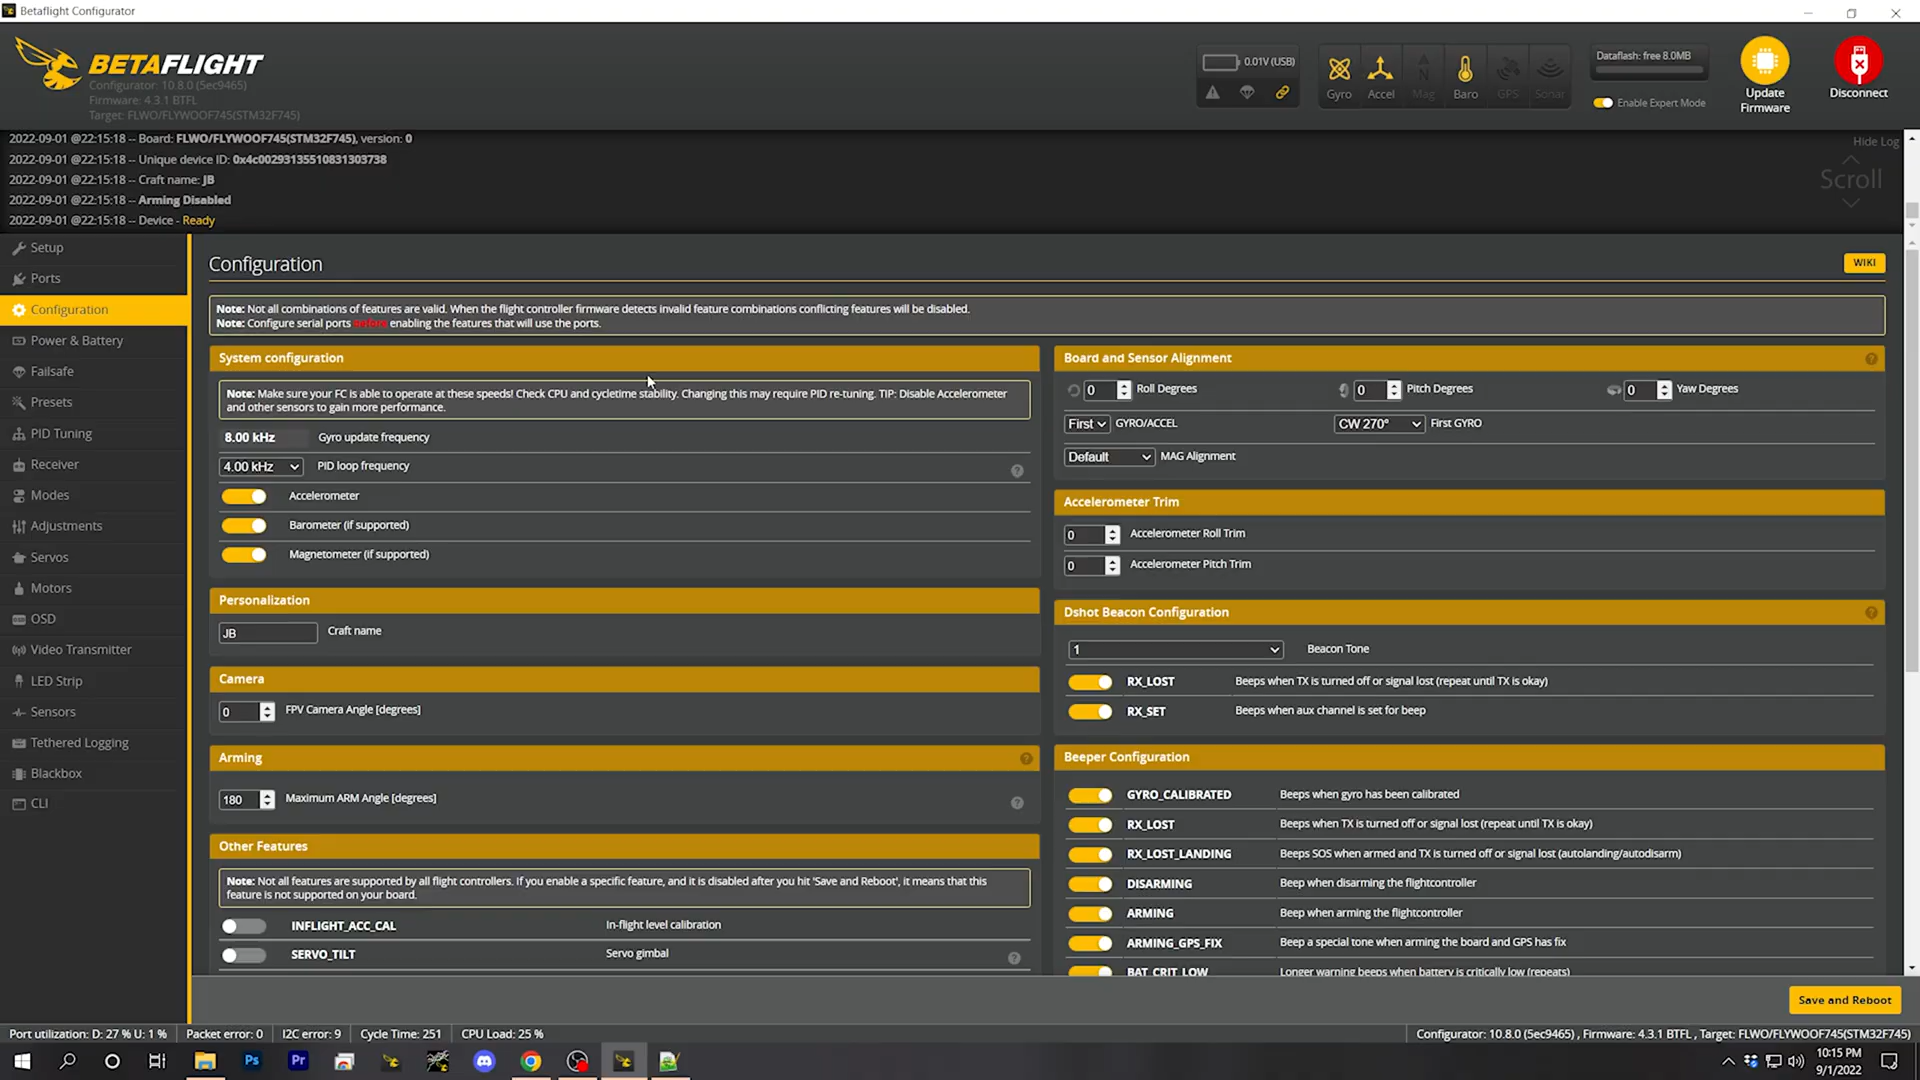 Betaflight Configurator
BETAFLIGHT
Configurator: 10.8.0 (5ec9465)
Firmware: 4.3.1 BTFL
Target: FLWO/FLYWOOF745(STM32F745)
0.01V (USB)
Gyro
Accel
Mag
Baro
GPS
Sonar
Dataflash: free 8.0MB
Enable Expert Mode
Update
Firmware
Disconnect
2022-09-01 @22:15:18 -- Board: FLWO/FLYWOOF745(STM32F745), version: 0
2022-09-01 @22:15:18 -- Unique device ID: 0x4c00293135510831303738
2022-09-01 @22:15:18 -- Craft name: JB
2022-09-01 @22:15:18 -- Arming Disabled
2022-09-01 @22:15:18 -- Device - Ready
Hide Log
Scroll
Setup
Ports
Configuration
Power & Battery
Failsafe
Presets
PID Tuning
Receiver
Modes
Adjustments
Servos
Motors
OSD
Video Transmitter
LED Strip
Sensors
Tethered Logging
Blackbox
CLI
Configuration
WIKI
Note: Not all combinations of features are valid. When the flight controller firmware detects invalid feature combinations conflicting features will be disabled.
Note: Configure serial ports before enabling the features that will use the ports.
System configuration
Note: Make sure your FC is able to operate at these speeds! Check CPU and cycletime stability. Changing this may require PID re-tuning. TIP: Disable Accelerometer
and other sensors to gain more performance.
8.00 kHz Gyro update frequency
4.00 kHz PID loop frequency
Accelerometer
Barometer (if supported)
Magnetometer (if supported)
Personalization
JB Craft name
Camera
0 FPV Camera Angle [degrees]
Arming
180 Maximum ARM Angle [degrees]
Other Features
Note: Not all features are supported by all flight controllers. If you enable a specific feature, and it is disabled after you hit 'Save and Reboot', it means that this
feature is not supported on your board.
INFLIGHT_ACC_CAL In-flight level calibration
SERVO_TILT Servo gimbal
Board and Sensor Alignment
0 Roll Degrees 0 Pitch Degrees 0 Yaw Degrees
First GYRO/ACCEL CW 270° First GYRO
Default MAG Alignment
Accelerometer Trim
0 Accelerometer Roll Trim
0 Accelerometer Pitch Trim
Dshot Beacon Configuration
1 Beacon Tone
RX_LOST Beeps when TX is turned off or signal lost (repeat until TX is okay)
RX_SET Beeps when aux channel is set for beep
Beeper Configuration
GYRO_CALIBRATED Beeps when gyro has been calibrated
RX_LOST Beeps when TX is turned off or signal lost (repeat until TX is okay)
RX_LOST_LANDING Beeps SOS when armed and TX is turned off or signal lost (autolanding/autodisarm)
DISARMING Beep when disarming the flightcontroller
ARMING Beep when arming the flightcontroller
ARMING_GPS_FIX Beep a special tone when arming the board and GPS has fix
BAT_CRIT_LOW Longer warning beeps when battery is critically low (repeats)
Save and Reboot
Port utilization: D: 27 % U: 1 % Packet error: 0 I2C error: 9 Cycle Time: 251 CPU Load: 25 %
Configurator: 10.8.0 (5ec9465) , Firmware: 4.3.1 BTFL , Target: FLWO/FLYWOOF745(STM32F745)
Ps
Pr
10:15 PM
9/1/2022